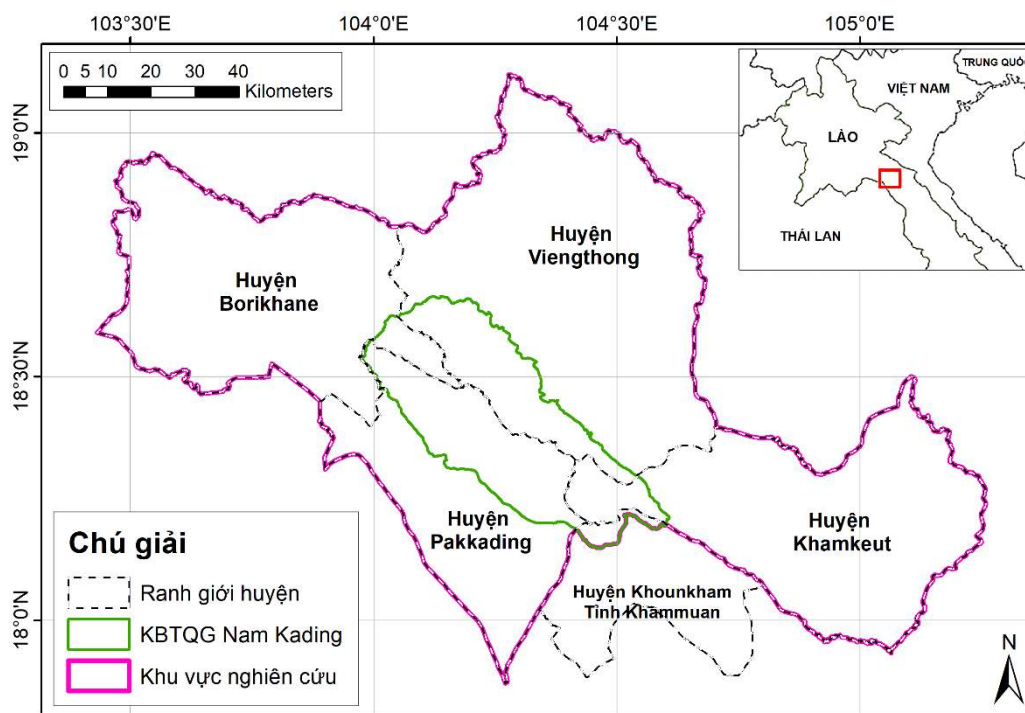 103°30'E 104°0'E 104°30'E 105°0'E
0 5 10 20 30 40
Kilometers
TRUNG QUỐC
VIỆT NAM
LÀO
THÁI LAN
19°0'N
18°30'N
18°0'N
Huyện
Viengthong
Huyện
Borikhane
Huyện
Pakkading
Huyện
Khamkeut
Huyện Khounkham
Tỉnh Khammuan
Chú giải
Ranh giới huyện
KBTQG Nam Kading
Khu vực nghiên cứu
N